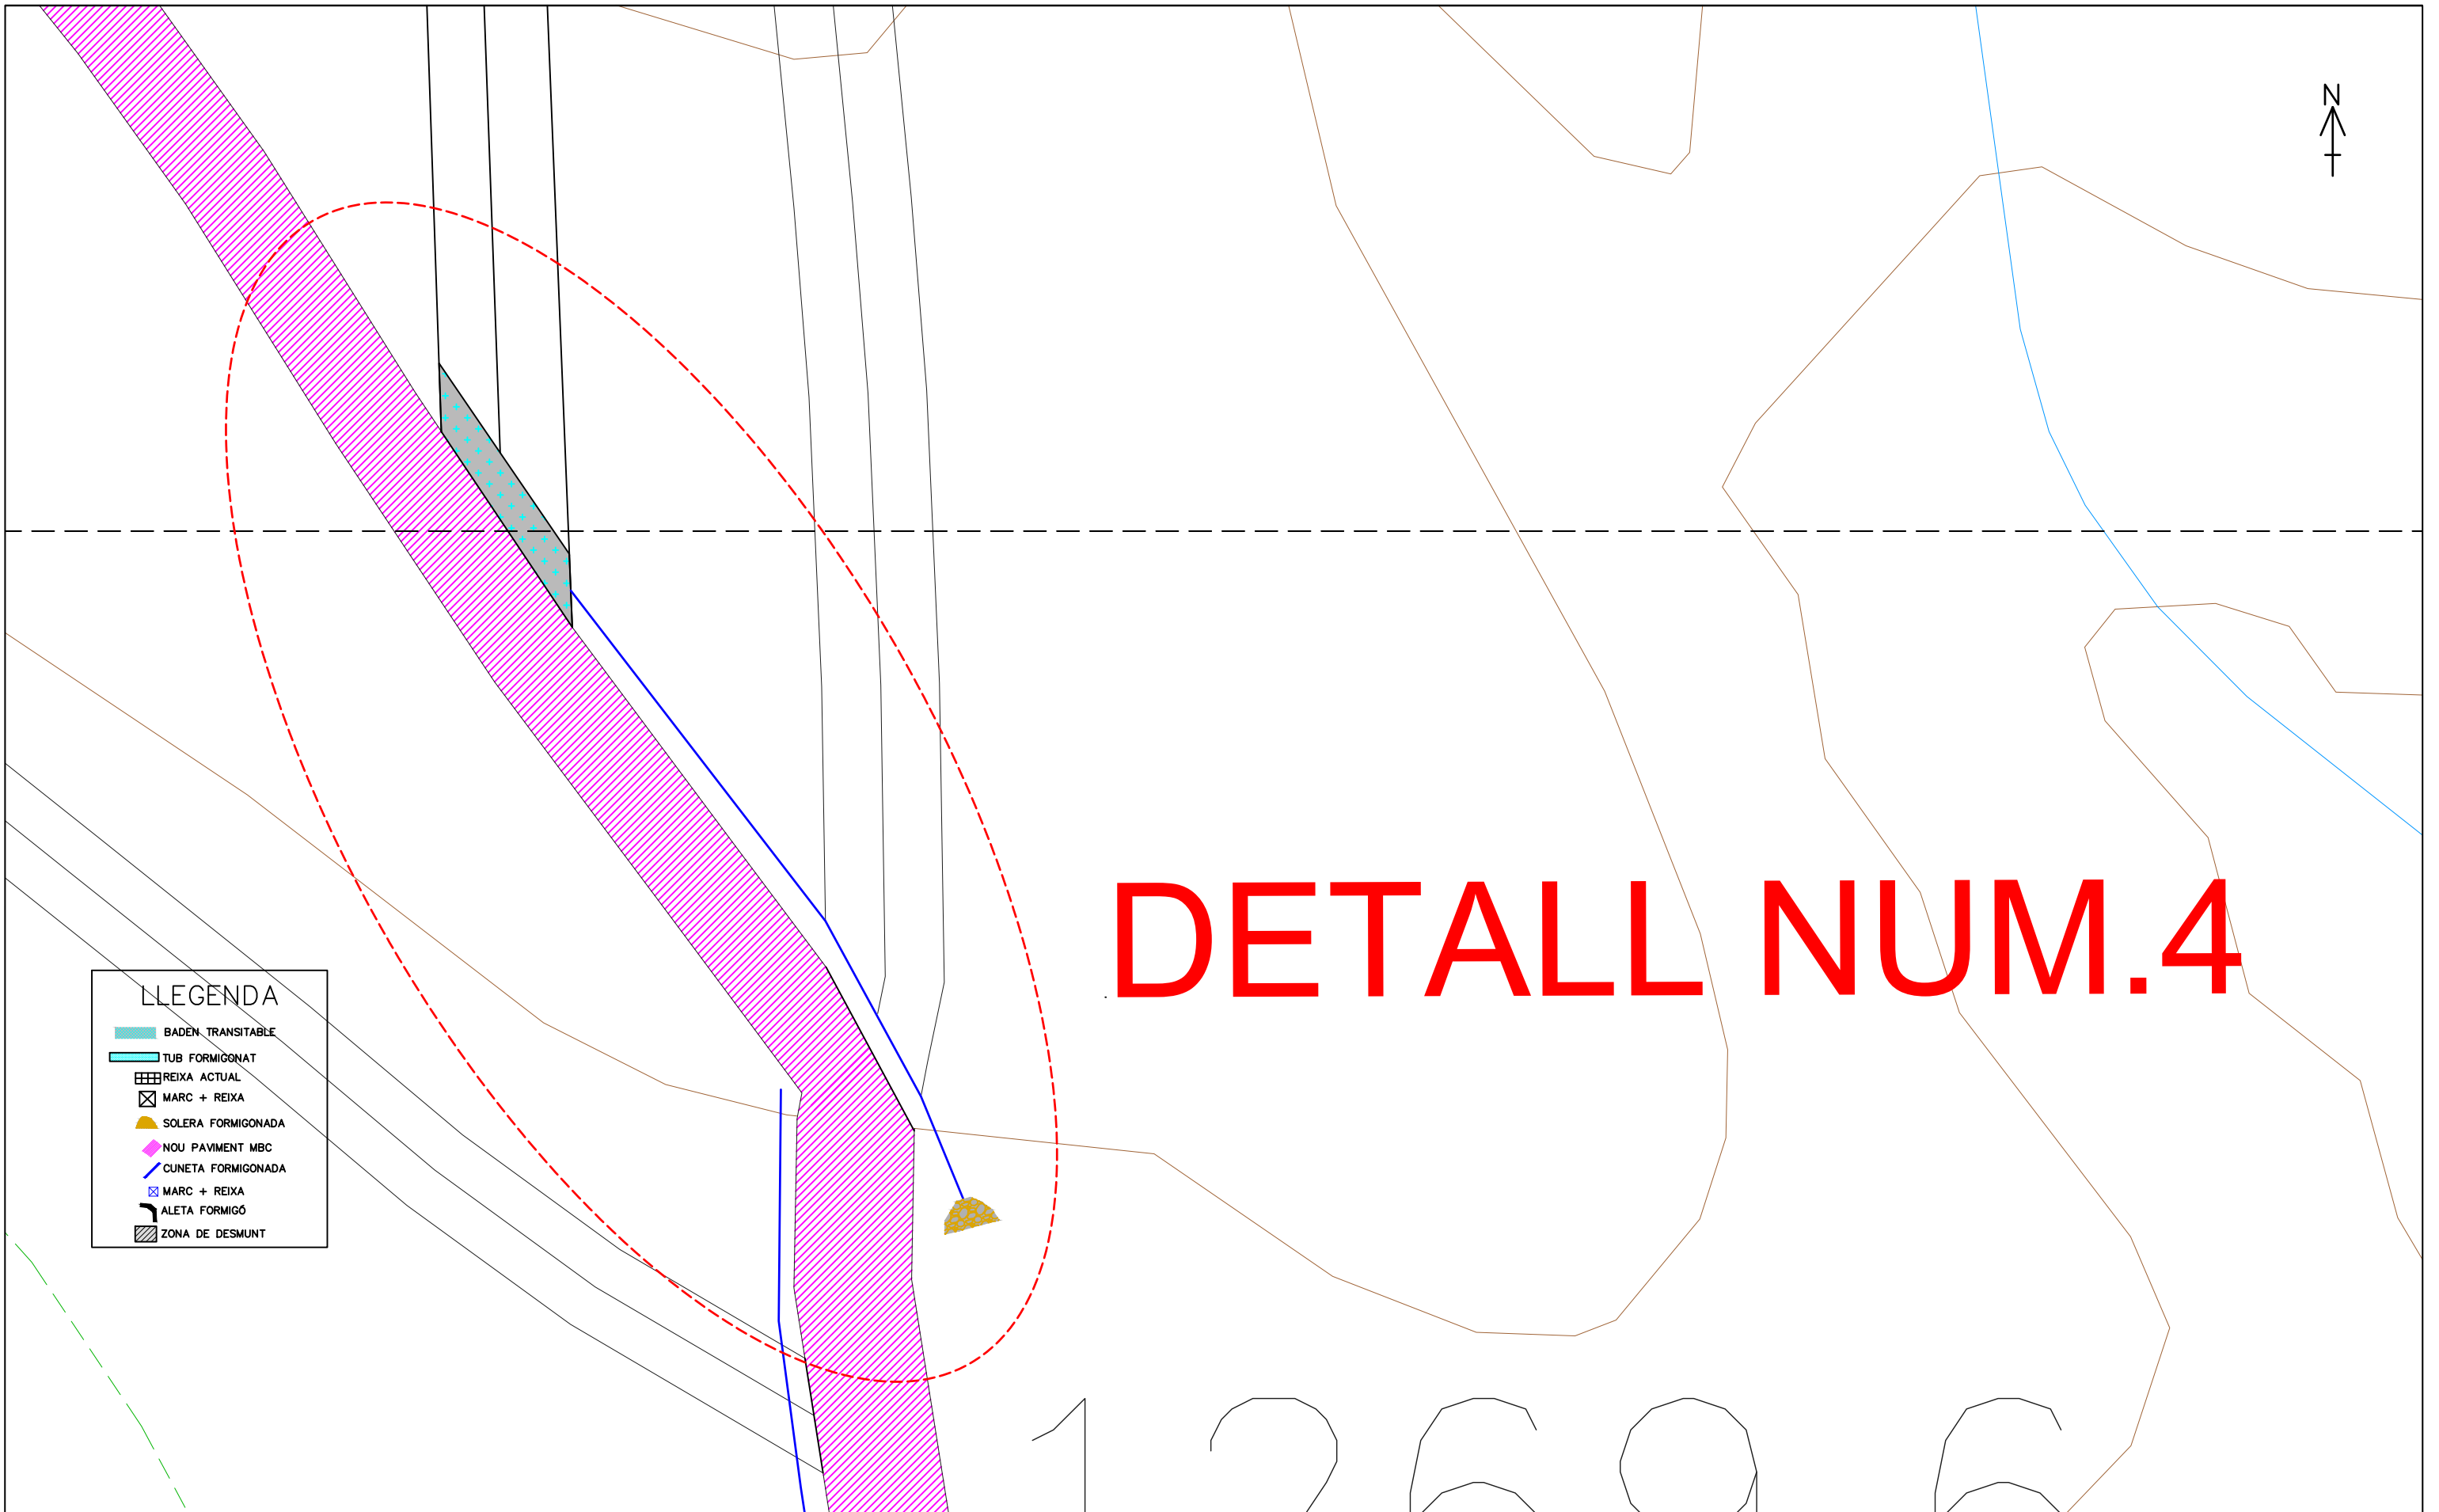 N
DETALL NUM.4
LLEGENDA
BADEN TRANSITABLE
TUB FORMIGONAT
REIXA ACTUAL
MARC + REIXA
SOLERA FORMIGONADA
NOU PAVIMENT MBC
CUNETA FORMIGONADA
MARC + REIXA
ALETA FORMIGÓ
ZONA DE DESMUNT